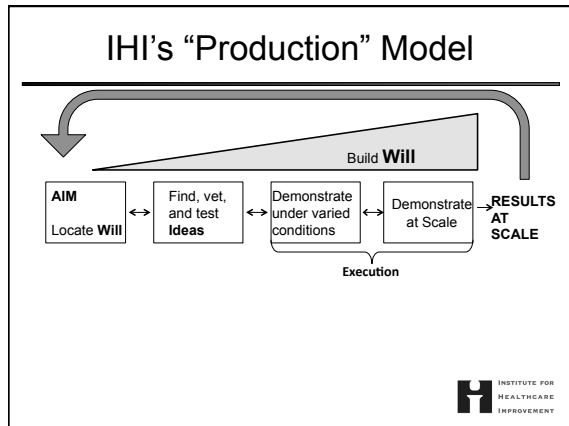 IHI's “Production” Model
Build Will
AIM
Locate Will
Find, vet,
and test
Ideas
Demonstrate
under varied
conditions
Demonstrate
at Scale
RESULTS
AT
SCALE
Execution
INSTITUTE FOR
HEALTHCARE
IMPROVEMENT